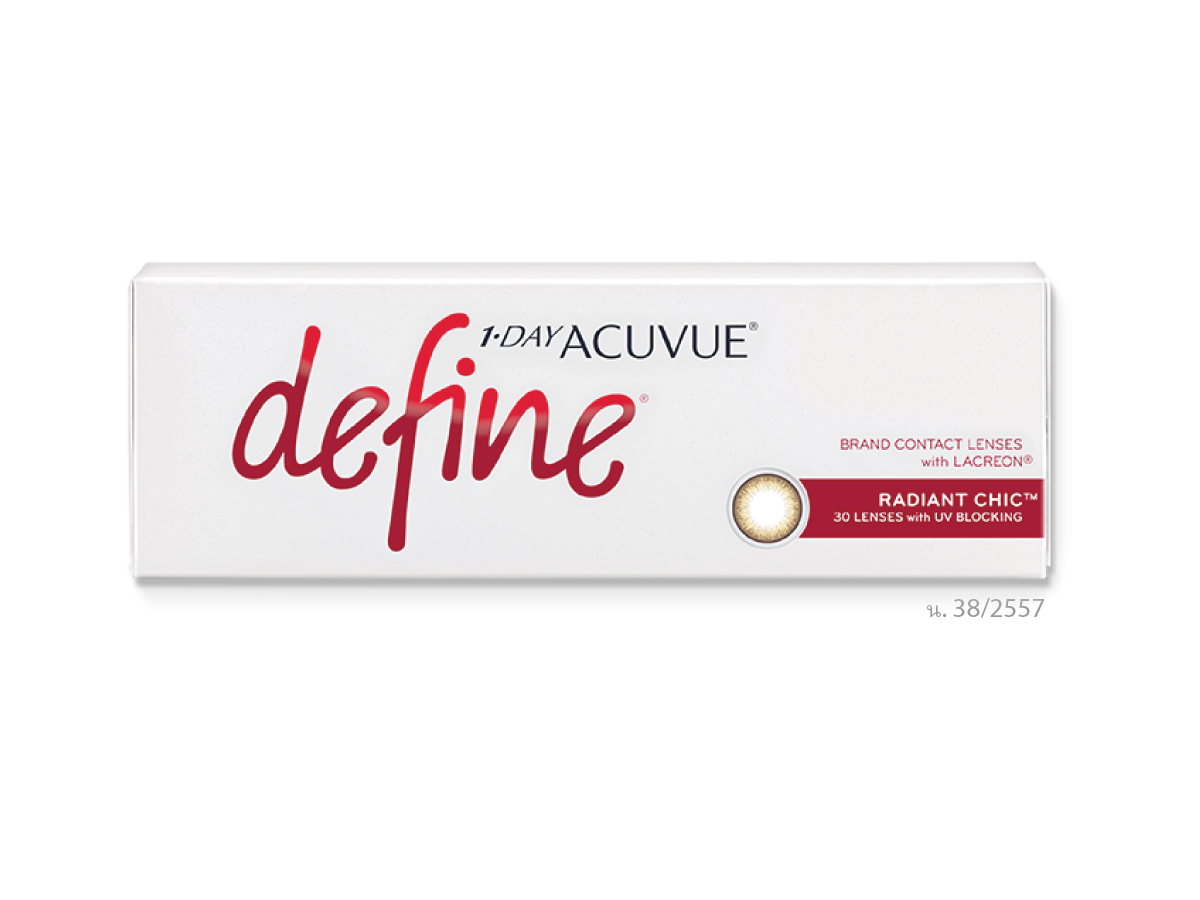 1·DAY ACUVUE®
define®
BRAND CONTACT LENSES
with LACREON®
RADIANT CHIC™
30 LENSES with UV BLOCKING
น. 38/2557